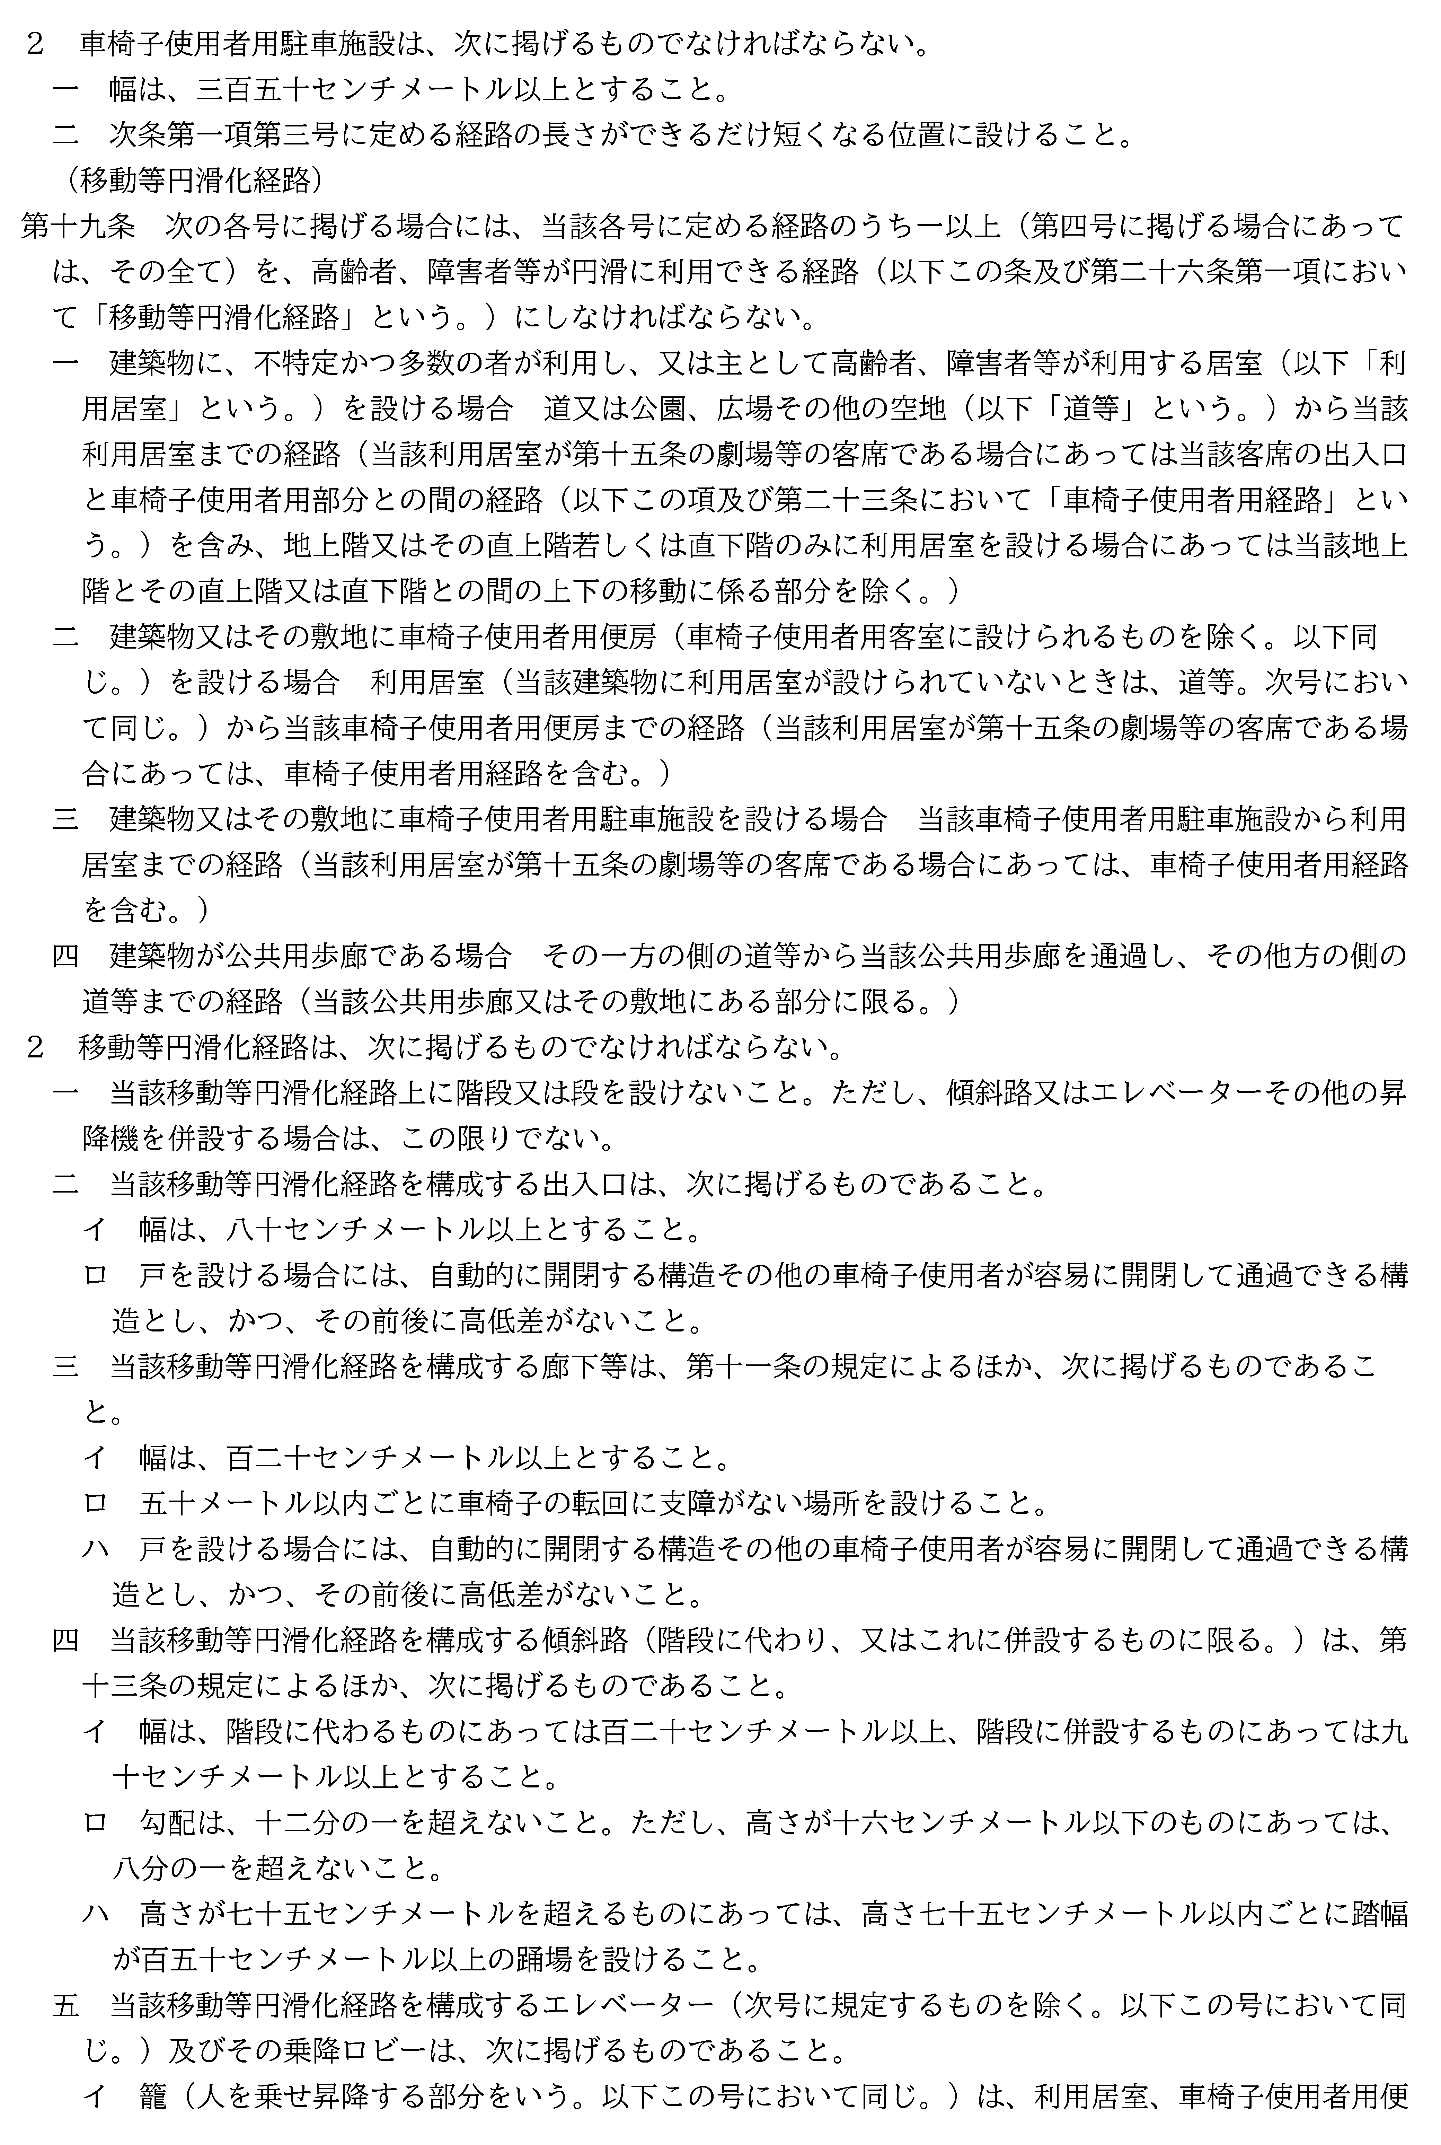 ２　車椅子使用者用駐車施設は、次に掲げるものでなければならない。
一　幅は、三百五十センチメートル以上とすること。
二　次条第一項第三号に定める経路の長さができるだけ短くなる位置に設けること。
（移動等円滑化経路）
第十九条　次の各号に掲げる場合には、当該各号に定める経路のうち一以上（第四号に掲げる場合にあって
は、その全て）を、高齢者、障害者等が円滑に利用できる経路（以下この条及び第二十六条第一項におい
て「移動等円滑化経路」という。）にしなければならない。
一　建築物に、不特定かつ多数の者が利用し、又は主として高齢者、障害者等が利用する居室（以下「利
用居室」という。）を設ける場合　道又は公園、広場その他の空地（以下「道等」という。）から当該
利用居室までの経路（当該利用居室が第十五条の劇場等の客席である場合にあっては当該客席の出入口
と車椅子使用者用部分との間の経路（以下この項及び第二十三条において「車椅子使用者用経路」とい
う。）を含み、地上階又はその直上階若しくは直下階のみに利用居室を設ける場合にあっては当該地上
階とその直上階又は直下階との間の上下の移動に係る部分を除く。）
二　建築物又はその敷地に車椅子使用者用便房（車椅子使用者用客室に設けられるものを除く。以下同
じ。）を設ける場合　利用居室（当該建築物に利用居室が設けられていないときは、道等。次号におい
て同じ。）から当該車椅子使用者用便房までの経路（当該利用居室が第十五条の劇場等の客席である場
合にあっては、車椅子使用者用経路を含む。）
三　建築物又はその敷地に車椅子使用者用駐車施設を設ける場合　当該車椅子使用者用駐車施設から利用
居室までの経路（当該利用居室が第十五条の劇場等の客席である場合にあっては、車椅子使用者用経路
を含む。）
四　建築物が公共用歩廊である場合　その一方の側の道等から当該公共用歩廊を通過し、その他方の側の
道等までの経路（当該公共用歩廊又はその敷地にある部分に限る。）
２　移動等円滑化経路は、次に掲げるものでなければならない。
一　当該移動等円滑化経路上に階段又は段を設けないこと。ただし、傾斜路又はエレベーターその他の昇
降機を併設する場合は、この限りでない。
二　当該移動等円滑化経路を構成する出入口は、次に掲げるものであること。
イ　幅は、八十センチメートル以上とすること。
ロ　戸を設ける場合には、自動的に開閉する構造その他の車椅子使用者が容易に開閉して通過できる構
造とし、かつ、その前後に高低差がないこと。
三　当該移動等円滑化経路を構成する廊下等は、第十一条の規定によるほか、次に掲げるものであるこ
と。
イ　幅は、百二十センチメートル以上とすること。
ロ　五十メートル以内ごとに車椅子の転回に支障がない場所を設けること。
ハ　戸を設ける場合には、自動的に開閉する構造その他の車椅子使用者が容易に開閉して通過できる構
造とし、かつ、その前後に高低差がないこと。
四　当該移動等円滑化経路を構成する傾斜路（階段に代わり、又はこれに併設するものに限る。）は、第
十三条の規定によるほか、次に掲げるものであること。
イ　幅は、階段に代わるものにあっては百二十センチメートル以上、階段に併設するものにあっては九
十センチメートル以上とすること。
ロ　勾配は、十二分の一を超えないこと。ただし、高さが十六センチメートル以下のものにあっては、
八分の一を超えないこと。
ハ　高さが七十五センチメートルを超えるものにあっては、高さ七十五センチメートル以内ごとに踏幅
が百五十センチメートル以上の踊場を設けること。
五　当該移動等円滑化経路を構成するエレベーター（次号に規定するものを除く。以下この号において同
じ。）及びその乗降ロビーは、次に掲げるものであること。
イ　籠（人を乗せ昇降する部分をいう。以下この号において同じ。）は、利用居室、車椅子使用者用便